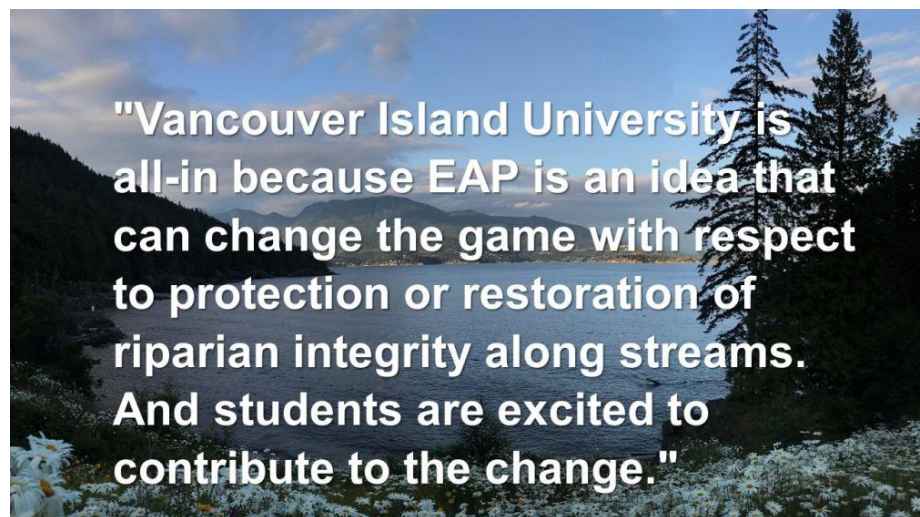 "Vancouver Island University is
all-in because EAP is an idea that
can change the game with respect
to protection or restoration of
riparian integrity along streams.
And students are excited to
contribute to the change."